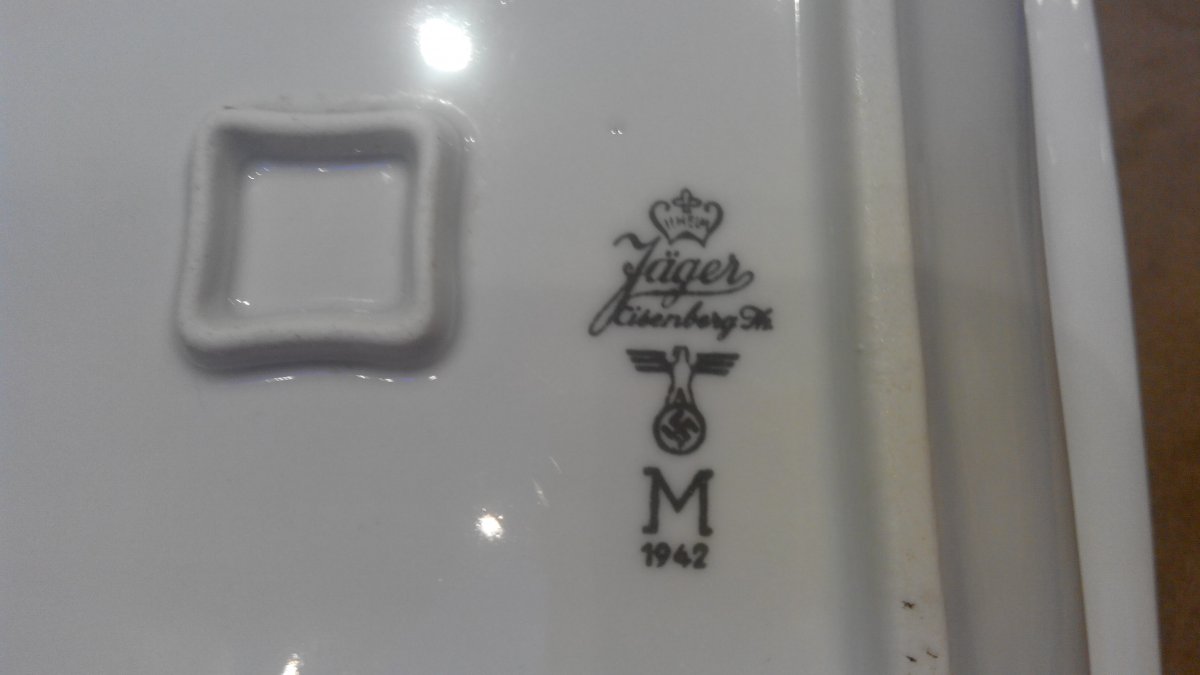 Jäger
Eisenberg Th.
M
1942